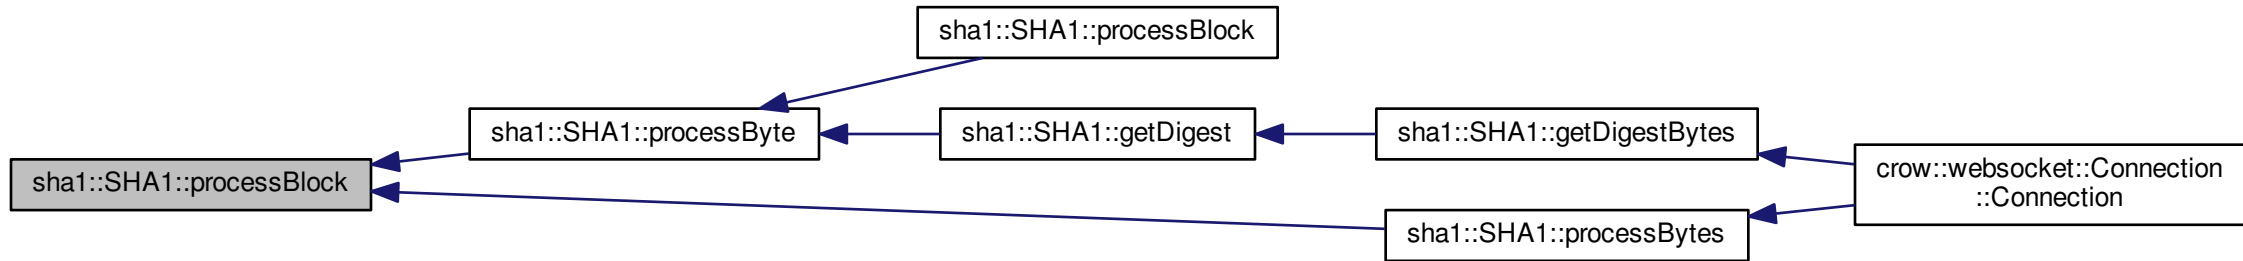 sha1::SHA1::processBlock
sha1::SHA1::processByte
sha1::SHA1::getDigest
sha1::SHA1::getDigestBytes
crow::websocket::Connection
::Connection
sha1::SHA1::processBlock
sha1::SHA1::processBytes